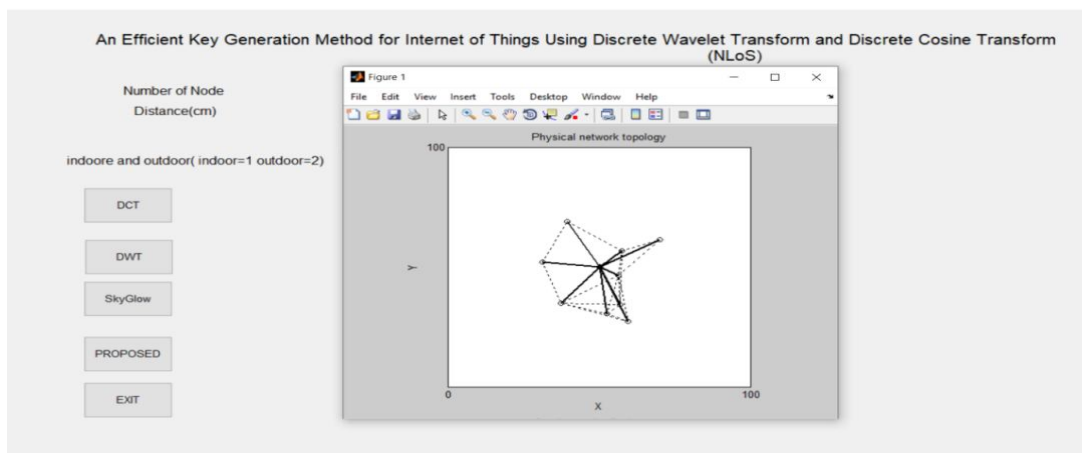 An Efficient Key Generation Method for Internet of Things Using Discrete Wavelet Transform and Discrete Cosine Transform
(NLoS)
Number of Node
Distance(cm)
indoore and outdoor( indoor=1 outdoor=2)
DCT
DWT
SkyGlow
PROPOSED
EXIT
Figure 1
File Edit View Insert Tools Desktop Window Help
Physical network topology
100
Y
0 100
X